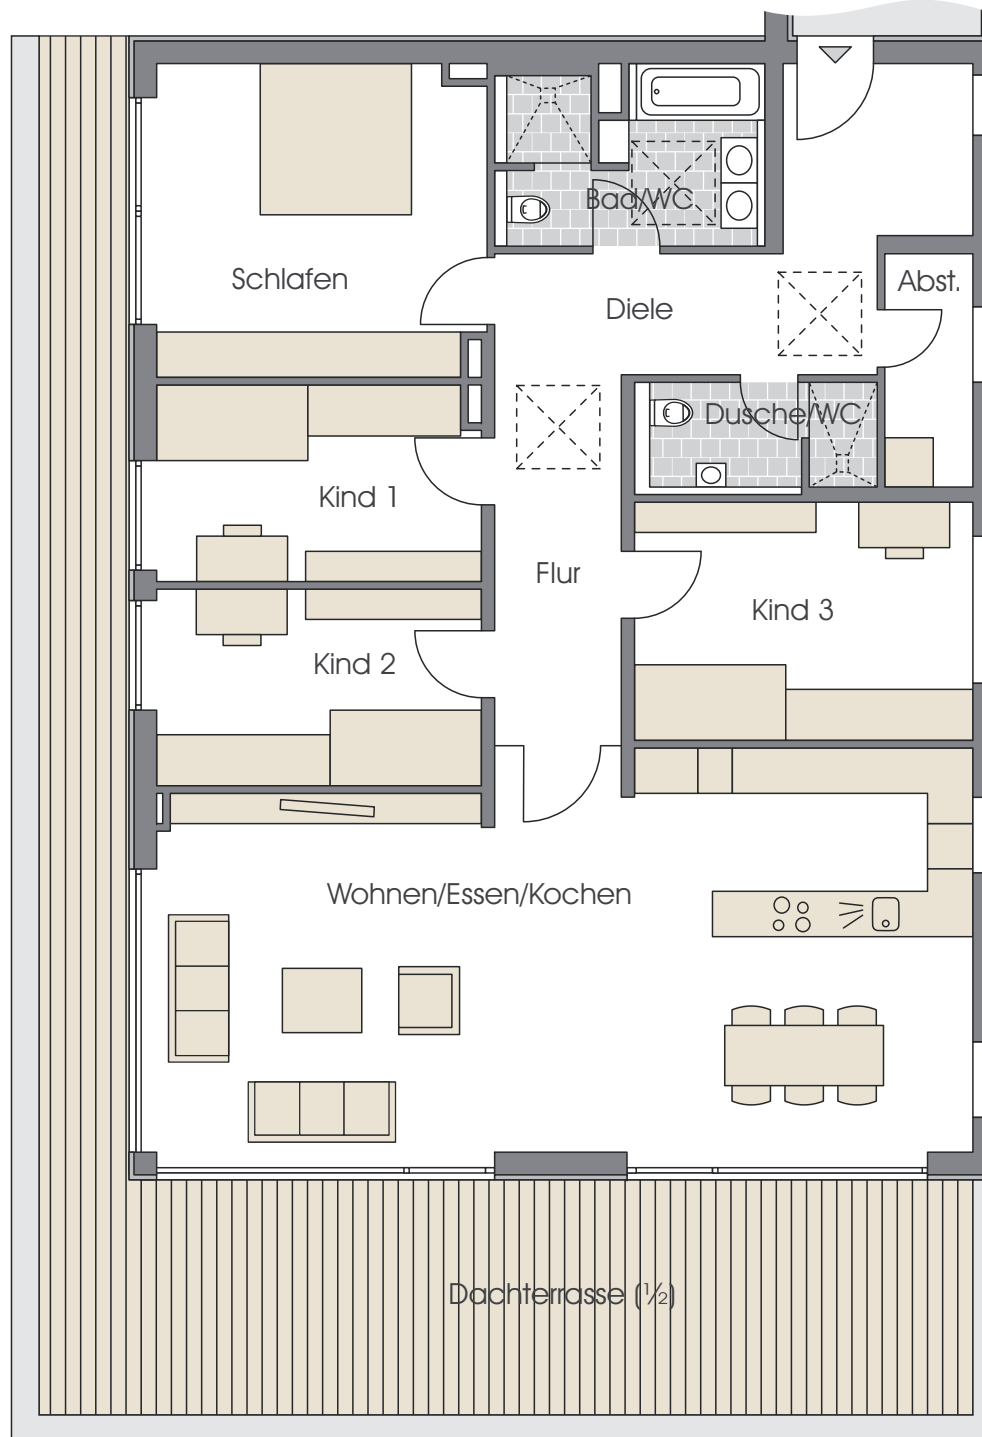 Bad/WC
Schlafen
Diele
Abst.
Dusche/WC
Kind 1
Flur
Kind 3
Kind 2
Wohnen/Essen/Kochen
Dachterrasse (½)